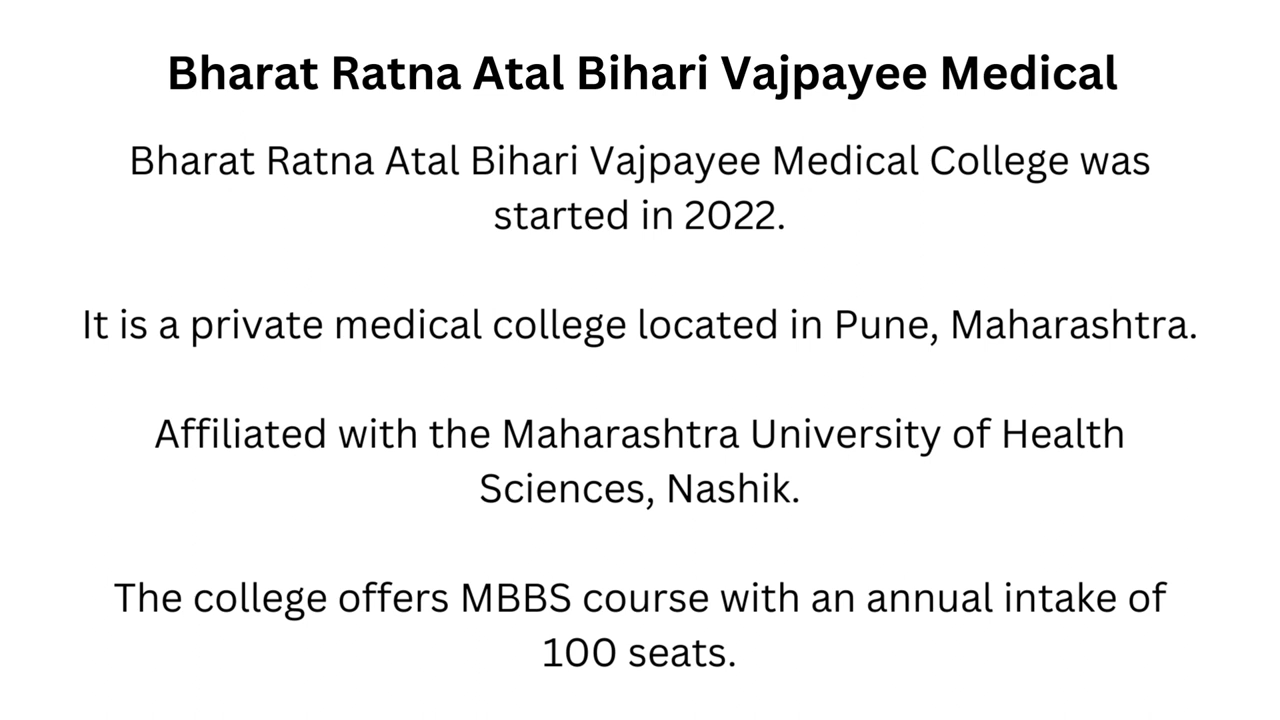 Bharat Ratna Atal Bihari Vajpayee Medical
Bharat Ratna Atal Bihari Vajpayee Medical College was
started in 2022.
It is a private medical college located in Pune, Maharashtra.
Affiliated with the Maharashtra University of Health
Sciences, Nashik.
The college offers MBBS course with an annual intake of
100 seats.